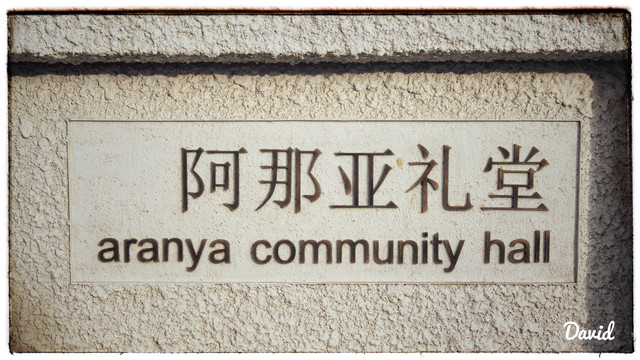 阿那亚礼堂
aranya community hall
David